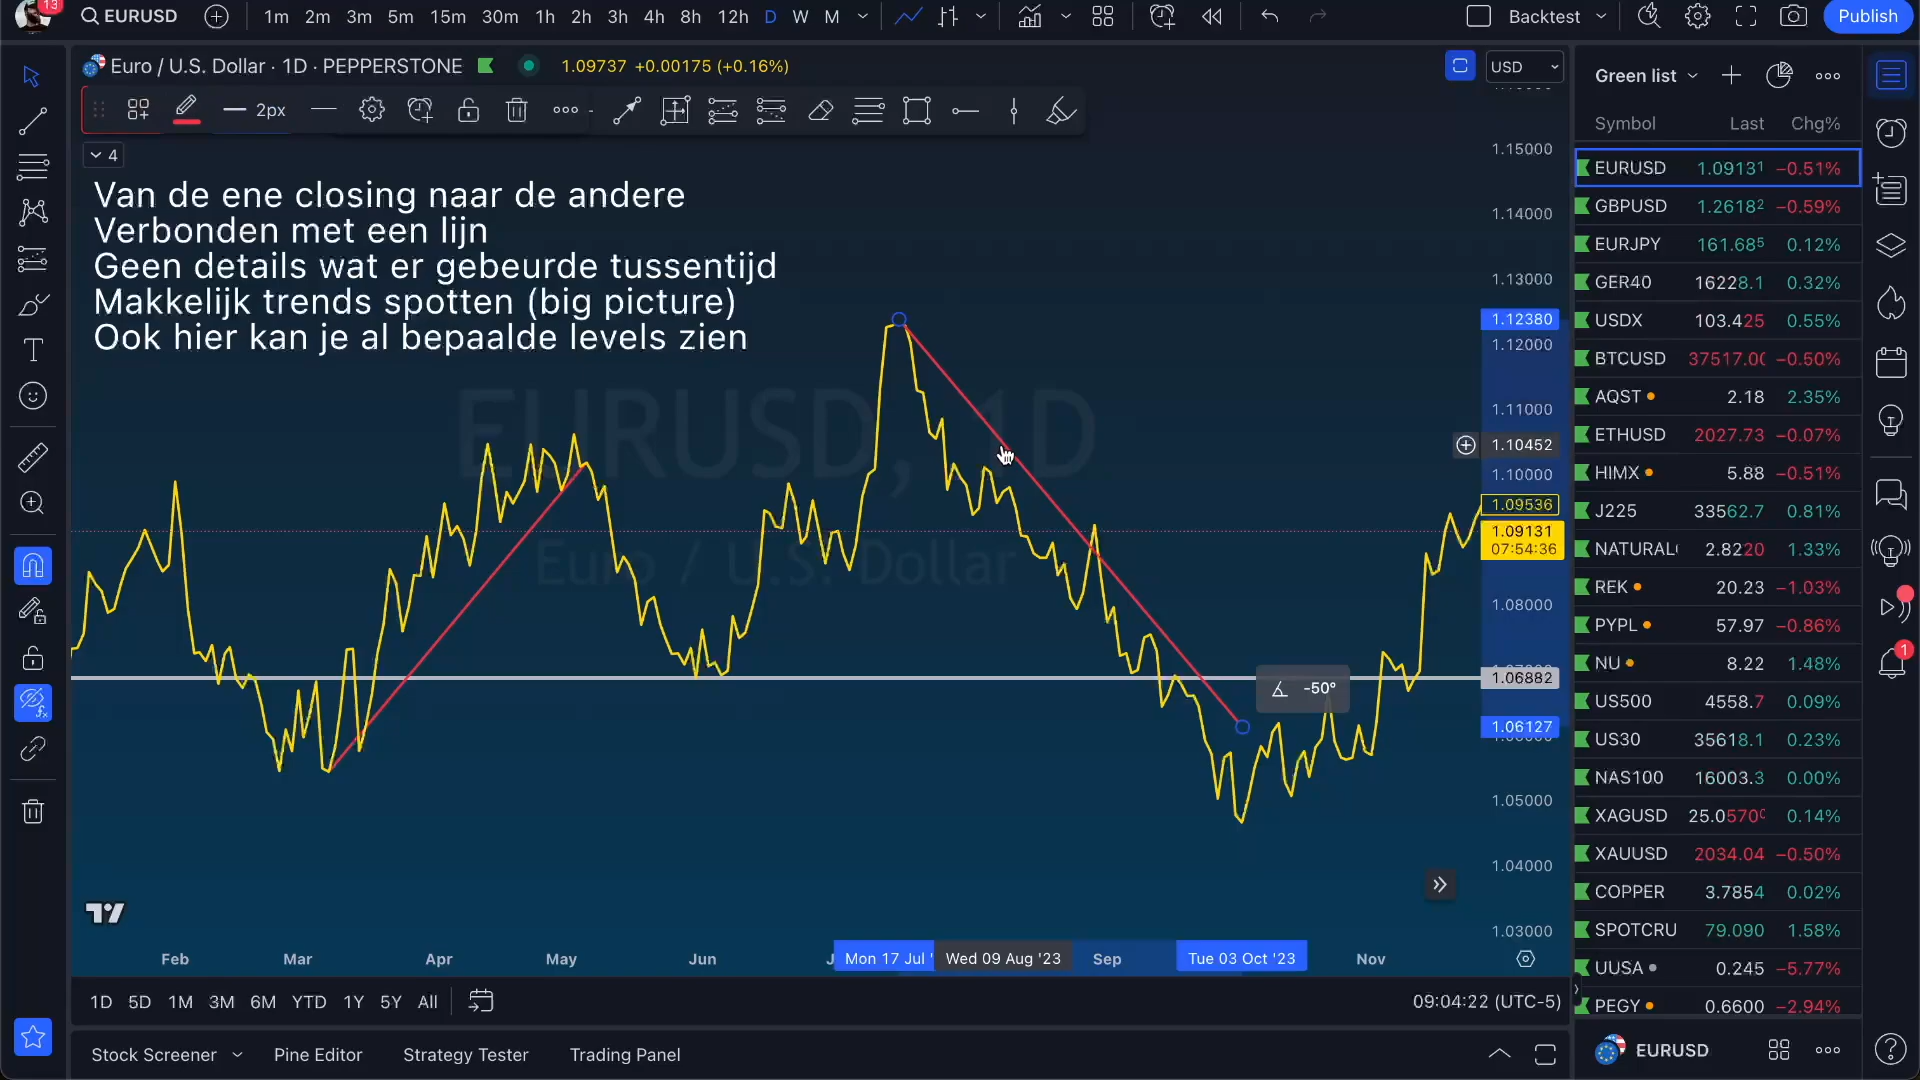 13
EURUSD
1m 2m 3m 5m 15m 30m 1h 2h 3h 4h 8h 12h D W M
Backtest
Publish
Euro / U.S. Dollar · 1D · PEPPERSTONE
1.09737 +0.00175 (+0.16%)
USD
2px
4
Van de ene closing naar de andere
Verbonden met een lijn
Geen details wat er gebeurde tussentijd
Makkelijk trends spotten (big picture)
Ook hier kan je al bepaalde levels zien
EURUSD, 1D
Euro / U.S. Dollar
-50°
1.15000
1.14000
1.13000
1.12380
1.12000
1.11000
1.10452
1.10000
1.09536
1.09131
07:54:36
1.08000
1.06882
1.06127
1.05000
1.04000
1.03000
Feb Mar Apr May Jun Mon 17 Jul ' Wed 09 Aug '23 Sep Tue 03 Oct '23 Nov
1D 5D 1M 3M 6M YTD 1Y 5Y All
09:04:22 (UTC-5)
Stock Screener Pine Editor Strategy Tester Trading Panel
Green list
Symbol Last Chg%
EURUSD 1.09131 −0.51%
GBPUSD 1.26182 −0.59%
EURJPY 161.685 0.12%
GER40 16228.1 0.32%
USDX 103.425 0.55%
BTCUSD 37517.00 −0.50%
AQST 2.18 2.35%
ETHUSD 2027.73 −0.07%
HIMX 5.88 −0.51%
J225 33562.7 0.81%
NATURAL 2.8220 1.33%
REK 20.23 −1.03%
PYPL 57.97 −0.86%
NU 8.22 1.48%
US500 4558.7 0.09%
US30 35618.1 0.23%
NAS100 16003.3 0.00%
XAGUSD 25.0570 0.14%
XAUUSD 2034.04 −0.50%
COPPER 3.7854 0.02%
SPOTCRU 79.090 1.58%
UUSA 0.245 −5.77%
PEGY 0.6600 −2.94%
EURUSD
1